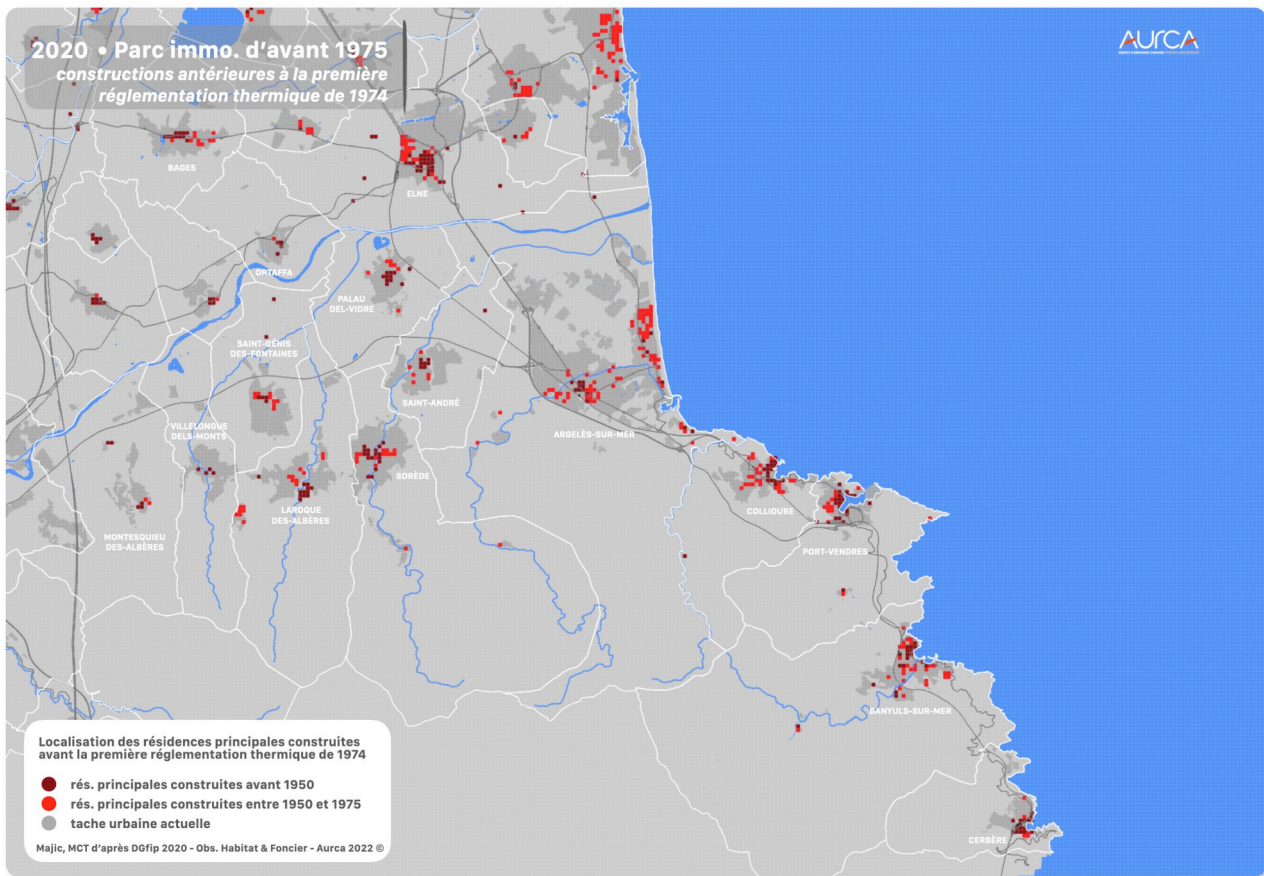 2020 • Parc immo. d'avant 1975
constructions antérieures à la première
réglementation thermique de 1974
AURCA
BAGES
ELNE
ORTAFFA
PALAU
DEL-VIDRE
SAINT-GÉNIS
DES-FONTAINES
SAINT-ANDRÉ
VILLELONGUE
DELS-MONTS
ARGELÈS-SUR-MER
SORÈDE
LAROQUE
DES-ALBÈRES
COLLIOURE
MONTESQUIEU
DES-ALBÈRES
PORT-VENDRES
BANYULS-SUR-MER
CERBÈRE
Localisation des résidences principales construites
avant la première réglementation thermique de 1974
rés. principales construites avant 1950
rés. principales construites entre 1950 et 1975
tache urbaine actuelle
Majic, MCT d'après DGfip 2020 - Obs. Habitat & Foncier - Aurca 2022 ©